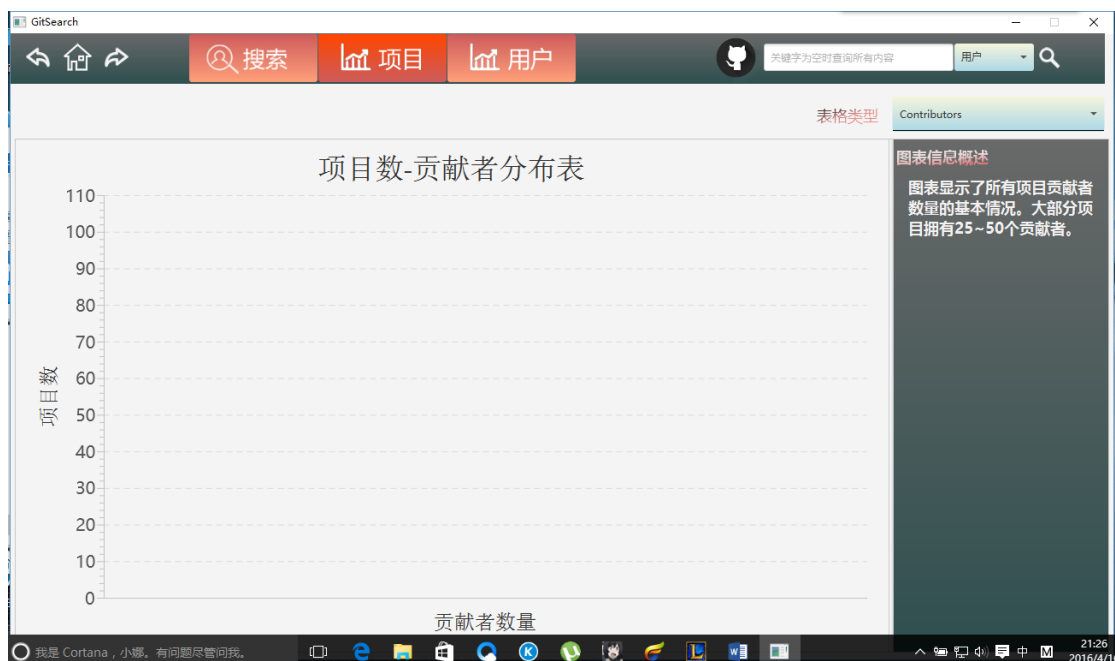 GitSearch
搜索
项目
用户
关键字为空时查询所有内容
用户
表格类型
Contributors
项目数-贡献者分布表
110
100
90
80
70
60
50
40
30
20
10
0
项目数
贡献者数量
图表信息概述
图表显示了所有项目贡献者
数量的基本情况。大部分项
目拥有25~50个贡献者。
我是 Cortana，小娜。有问题尽管问我。
中
M
21:26
2016/4/1